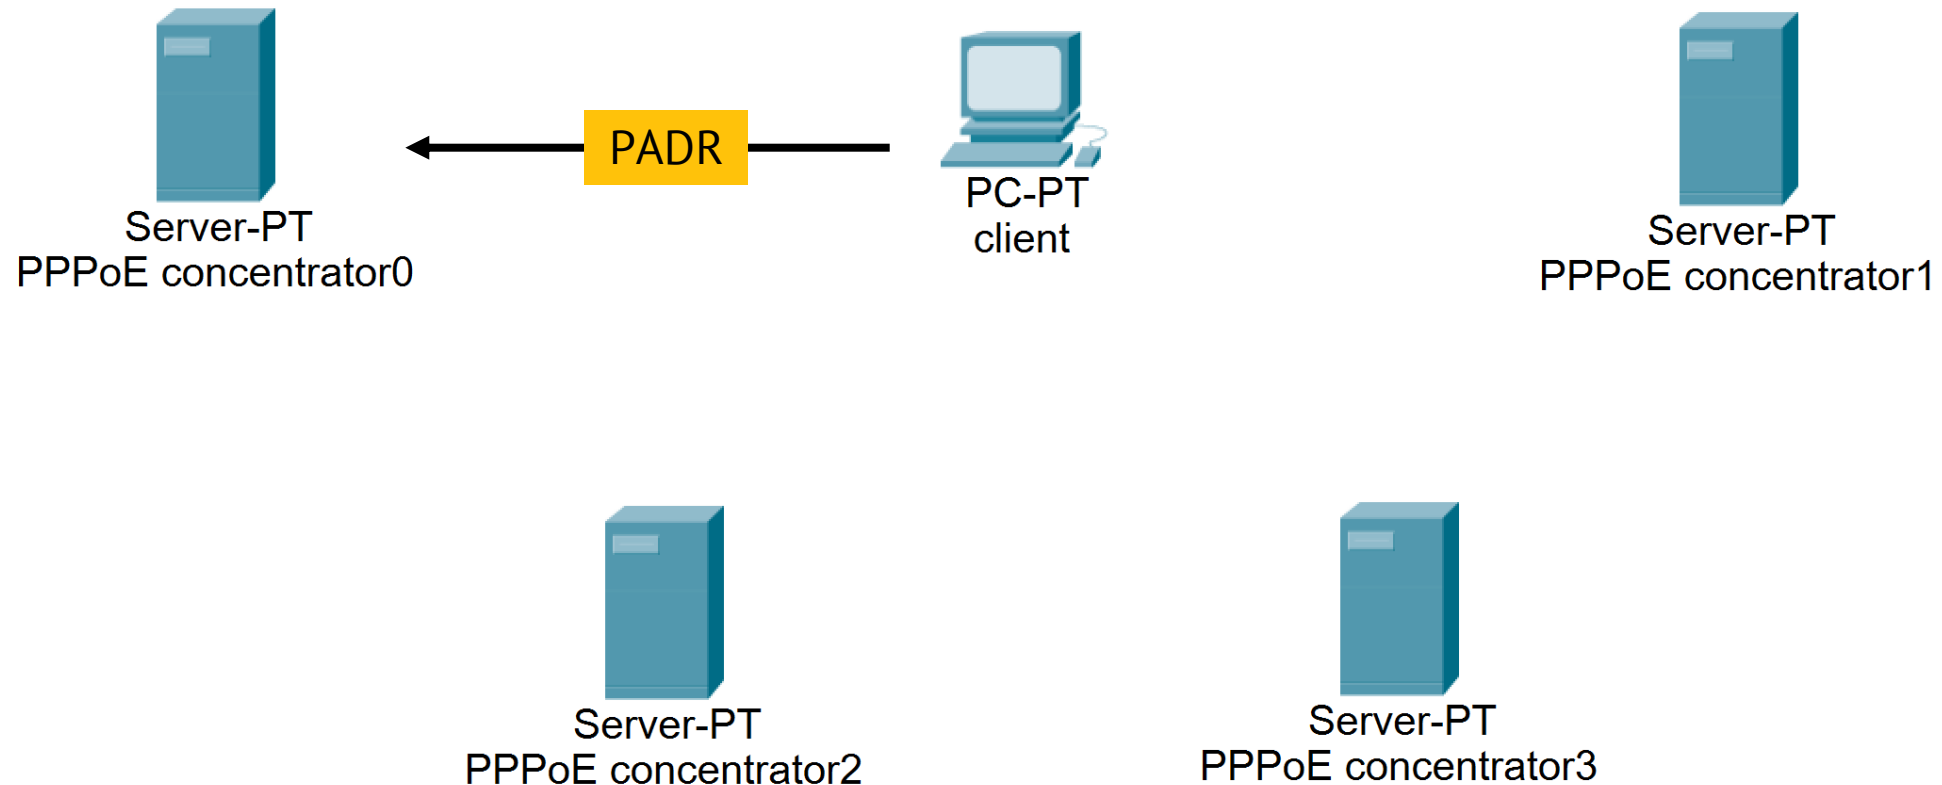 PADR
PC-PT
client
Server-PT
PPPoE concentrator0
Server-PT
PPPoE concentrator1
Server-PT
PPPoE concentrator2
Server-PT
PPPoE concentrator3